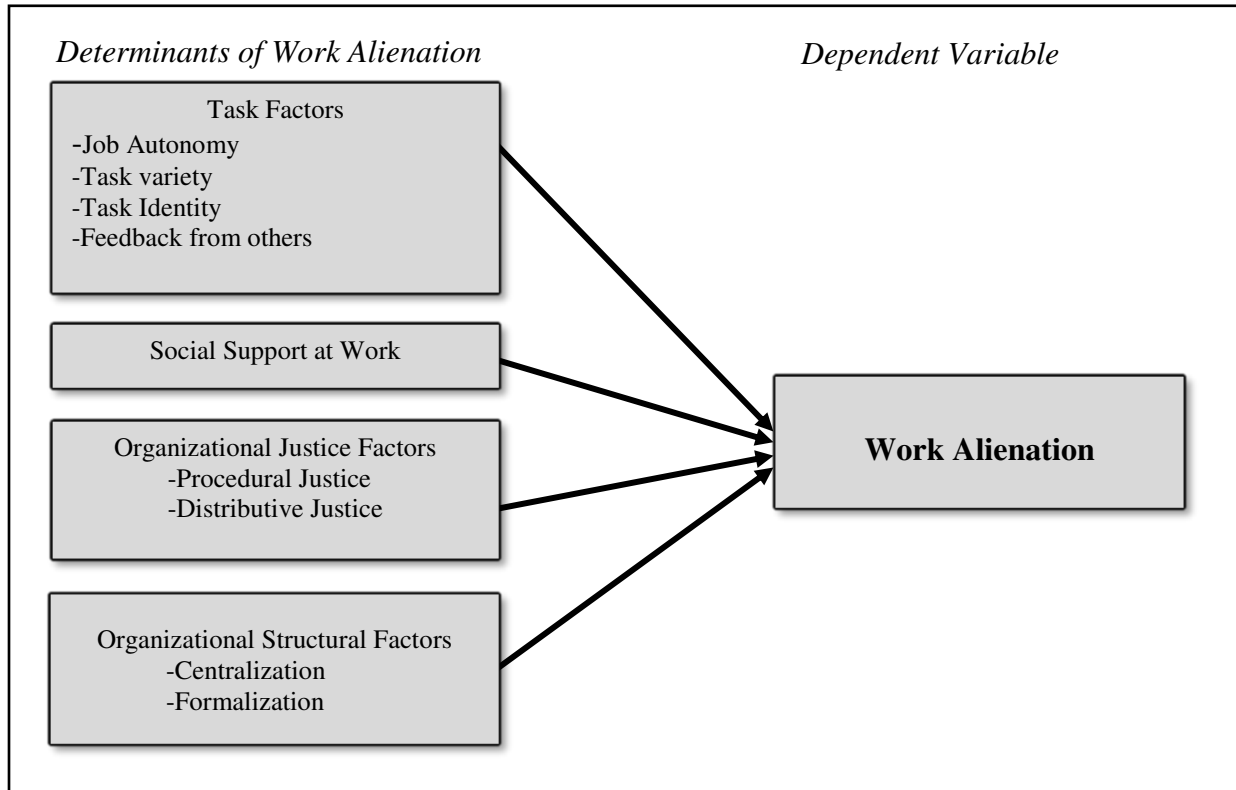 Determinants of Work Alienation
Dependent Variable
Task Factors
-Job Autonomy
-Task variety
-Task Identity
-Feedback from others
Social Support at Work
Organizational Justice Factors
-Procedural Justice
-Distributive Justice
Organizational Structural Factors
-Centralization
-Formalization
Work Alienation